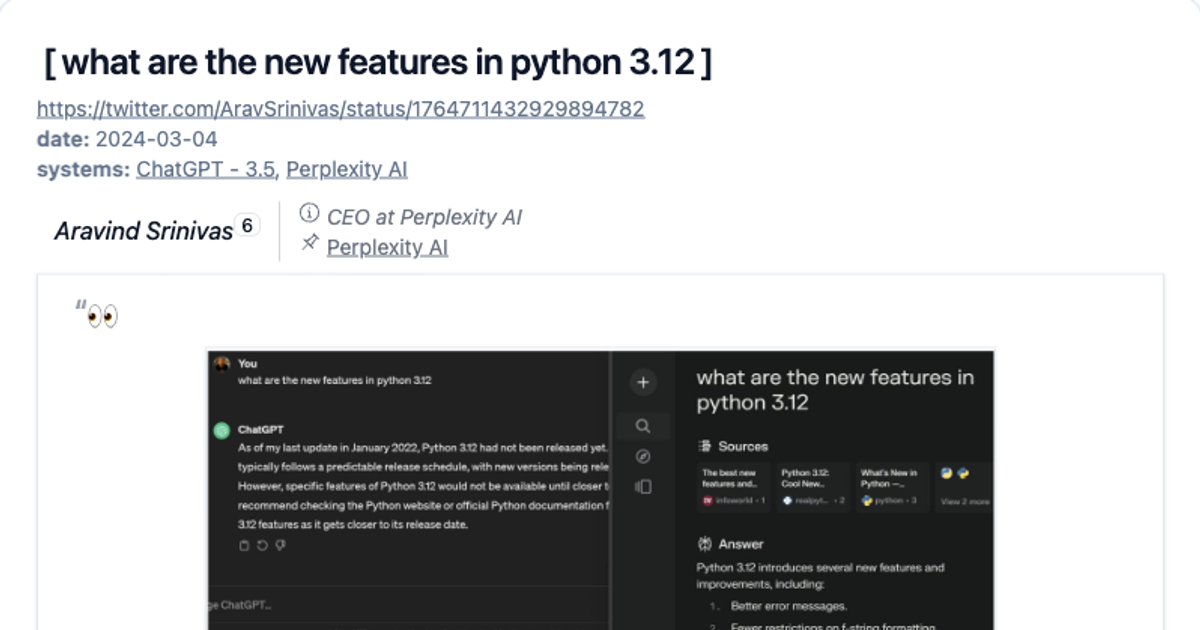 [ what are the new features in python 3.12 ]
https://twitter.com/AravSrinivas/status/1764711432929894782
date: 2024-03-04
systems: ChatGPT - 3.5, Perplexity AI
Aravind Srinivas 6
CEO at Perplexity AI
Perplexity AI
“👀
You
what are the new features in python 3.12
ChatGPT
As of my last update in January 2022, Python 3.12 had not been released yet.
typically follows a predictable release schedule, with new versions being rele
However, specific features of Python 3.12 would not be available until closer t
recommend checking the Python website or official Python documentation f
3.12 features as it gets closer to its release date.
ge ChatGPT...
what are the new features in
python 3.12
Sources
The best new
features and...
infoworld · 1
Python 3.12:
Cool New...
realpyt... · 2
What's New in
Python —...
python · 3
View 2 more
Answer
Python 3.12 introduces several new features and
improvements, including:
1. Better error messages.
2. Fewer restrictions on f-string formatting.